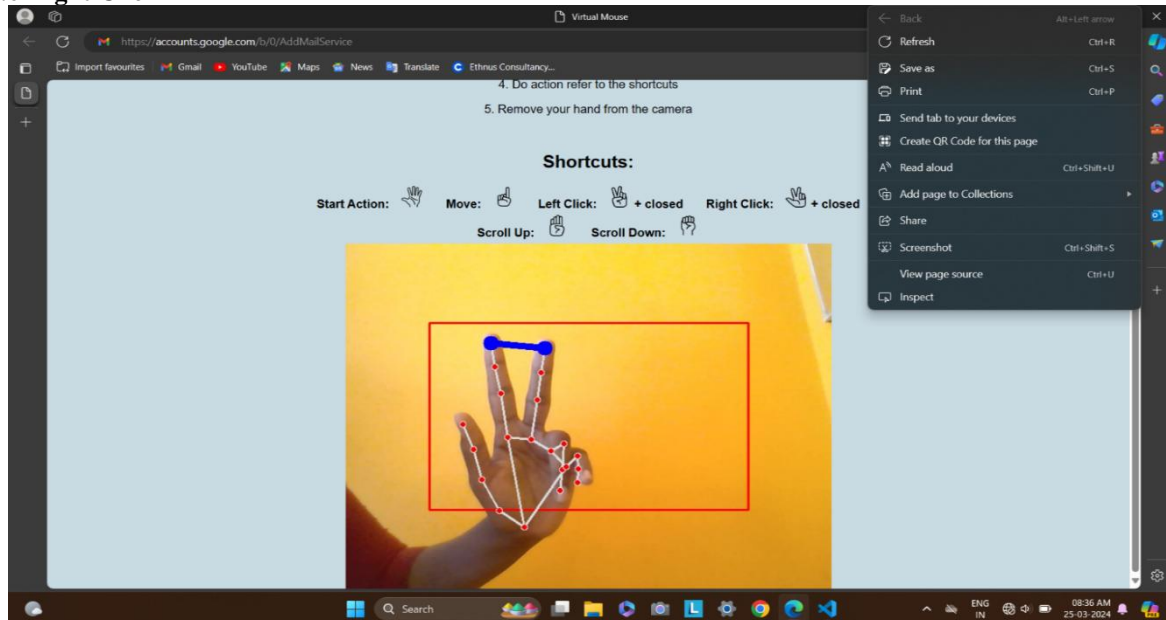 Virtual Mouse
https://accounts.google.com/b/0/AddMailService
Import favourites Gmail YouTube Maps News Translate C Ethnus Consultancy...
4. Do action refer to the shortcuts
5. Remove your hand from the camera
Shortcuts:
Start Action: Move: Left Click: + closed Right Click: + closed
Scroll Up: Scroll Down:
Back Alt+Left arrow
Refresh Ctrl+R
Save as Ctrl+S
Print Ctrl+P
Send tab to your devices
Create QR Code for this page
Read aloud Ctrl+Shift+U
Add page to Collections
Share
Screenshot Ctrl+Shift+S
View page source Ctrl+U
Inspect
Search
L
ENG
IN
08:36 AM
25-03-2024